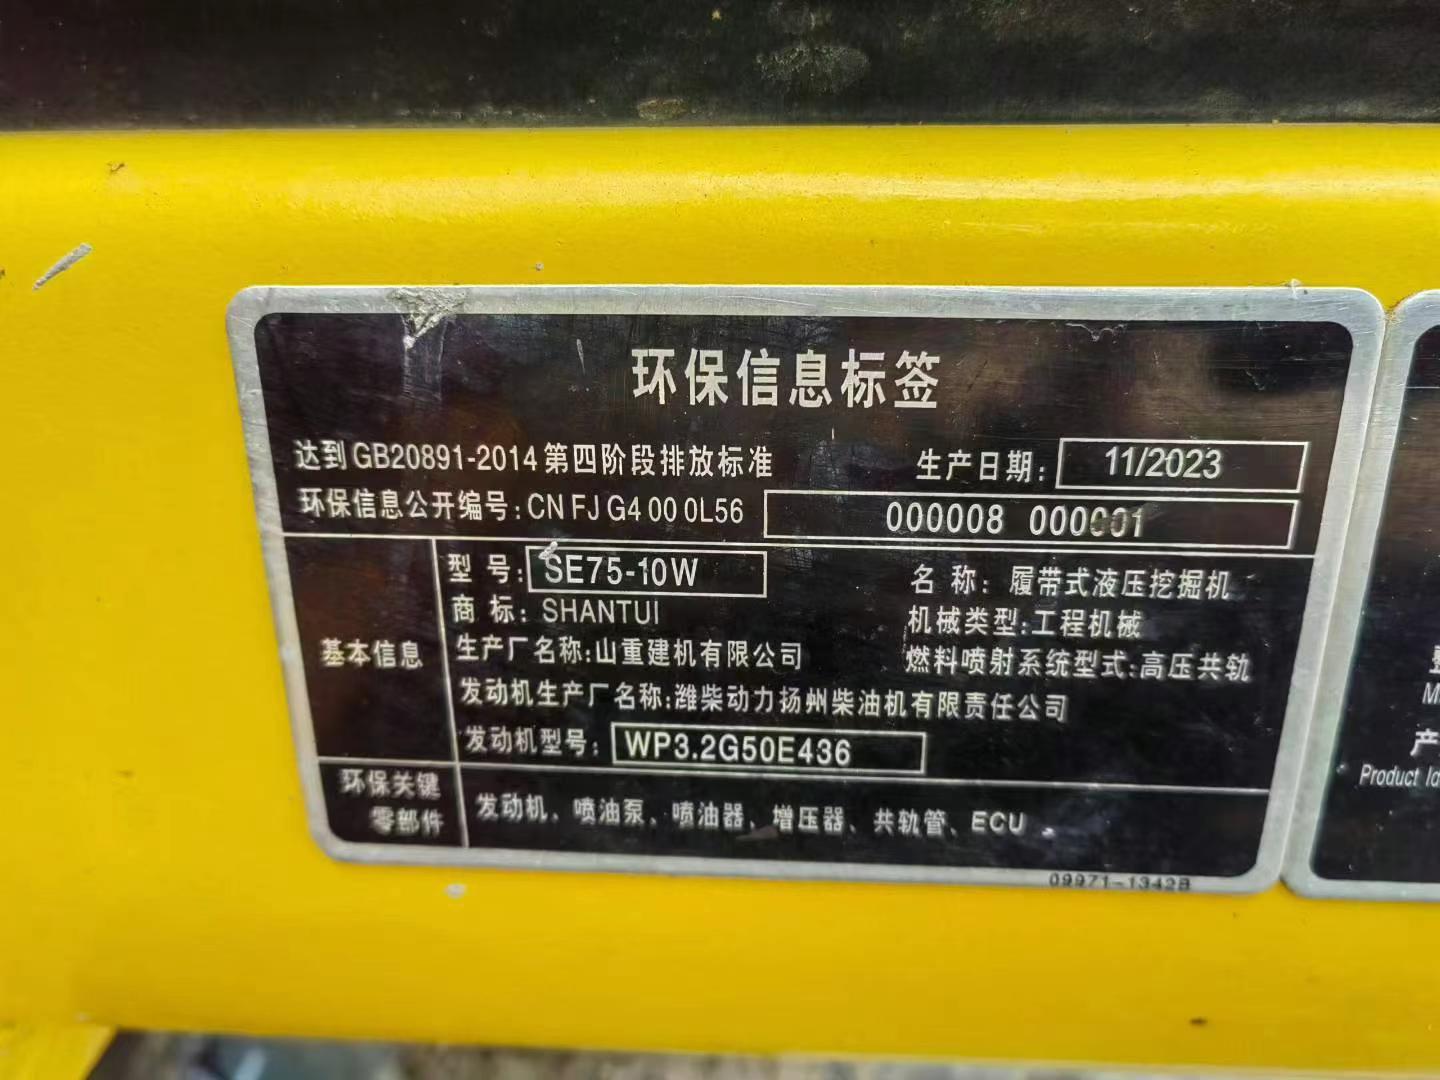 环保信息标签
达到GB20891-2014第四阶段排放标准
生产日期: 11/2023
环保信息公开编号: CN FJ G4 00 0L56 000008 000001
基本信息
型 号: SE75-10W
名 称: 履带式液压挖掘机
商 标: SHANTUI
机械类型:工程机械
生产厂名称:山重建机有限公司
燃料喷射系统型式:高压共轨
发动机生产厂名称:潍柴动力扬州柴油机有限责任公司
发动机型号: WP3.2G50E436
环保关键
零部件
发动机、喷油泵、喷油器、增压器、共轨管、ECU
09971-1342B
产
Product